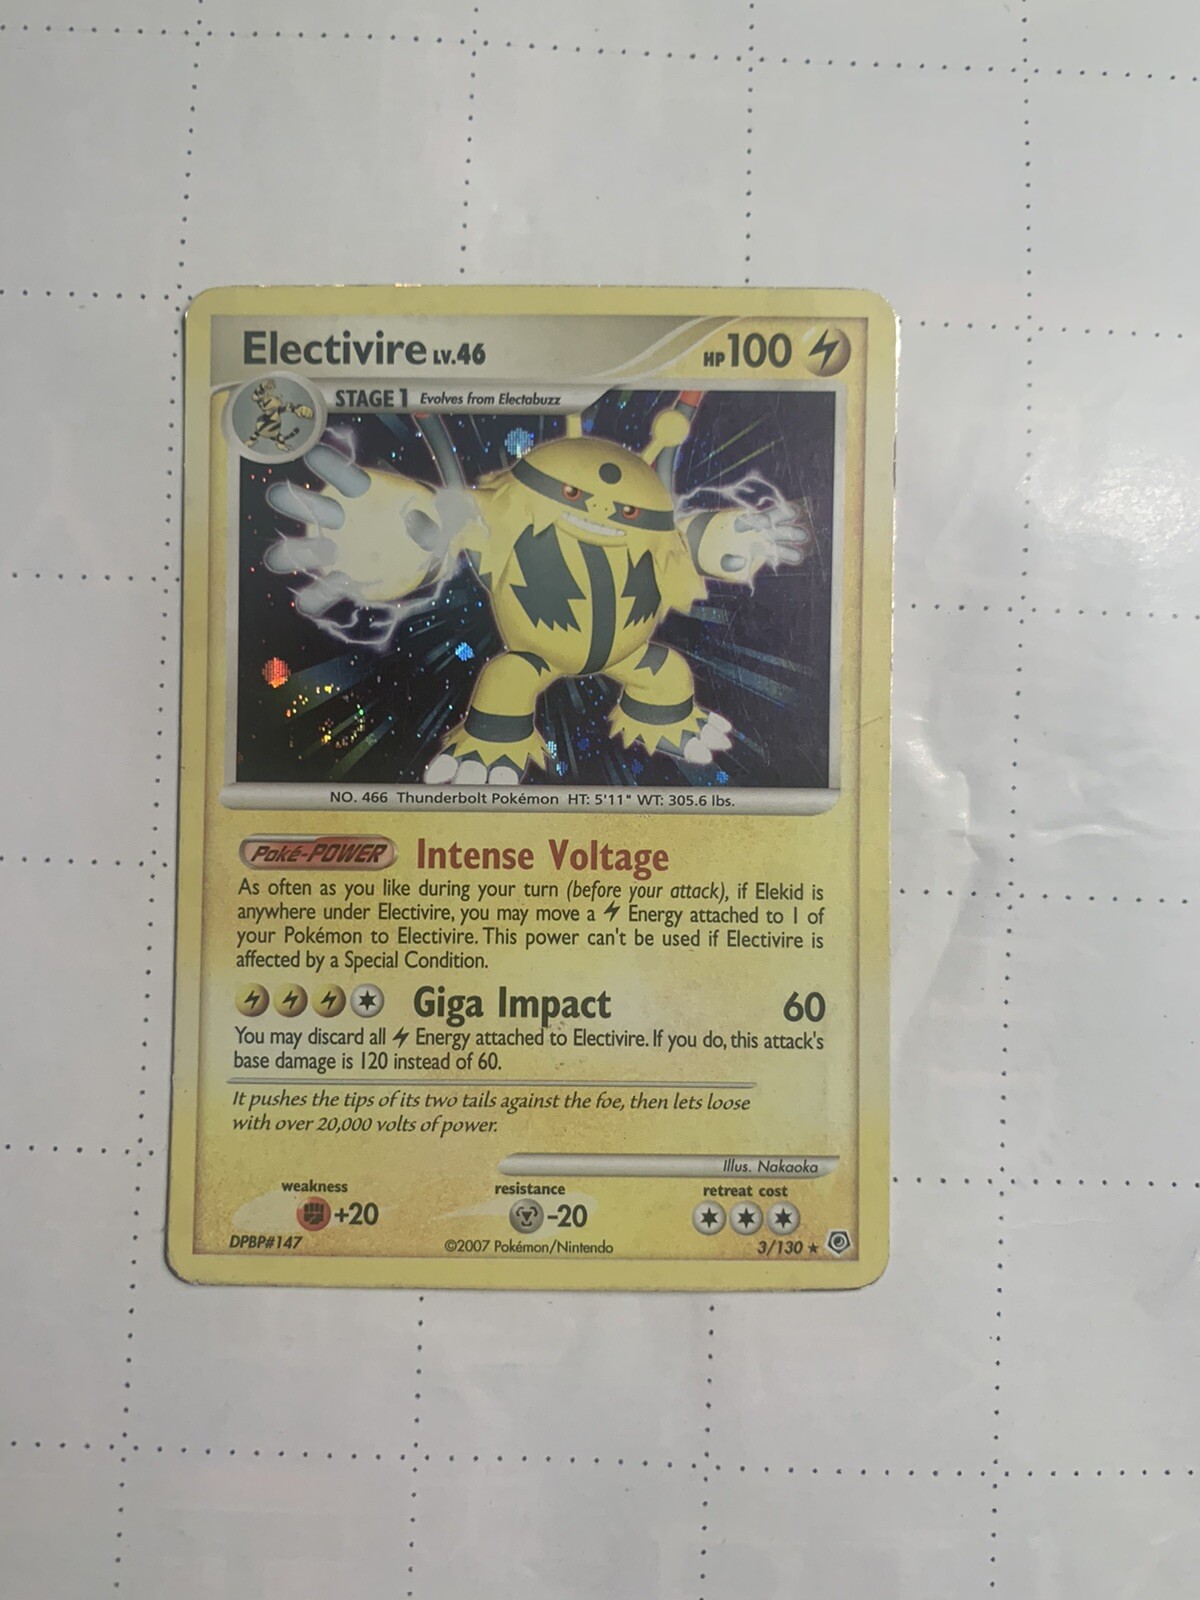 Electivire LV.46
HP 100
STAGE 1 Evolves from Electabuzz
NO. 466 Thunderbolt Pokémon HT: 5'11" WT: 305.6 lbs.
Poké-POWER Intense Voltage
As often as you like during your turn (before your attack), if Elekid is
anywhere under Electivire, you may move a Energy attached to 1 of
your Pokémon to Electivire. This power can't be used if Electivire is
affected by a Special Condition.
Giga Impact 60
You may discard all Energy attached to Electivire. If you do, this attack's
base damage is 120 instead of 60.
It pushes the tips of its two tails against the foe, then lets loose
with over 20,000 volts of power.
Illus. Nakaoka
weakness resistance retreat cost
+20 -20
DPBP#147 ©2007 Pokémon/Nintendo 3/130 ★